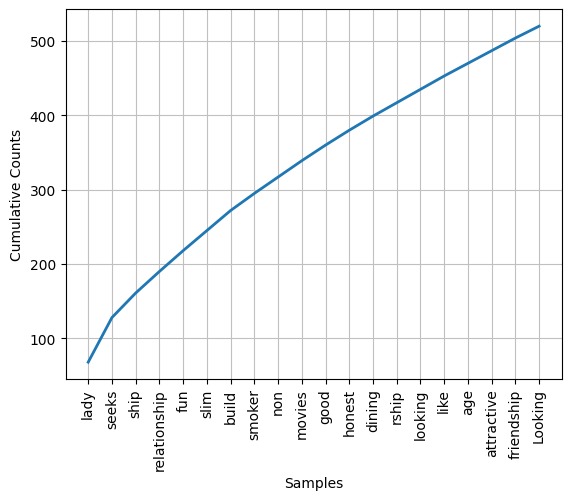 500
400
300
200
100
Cumulative Counts
lady
seeks
ship
relationship
fun
slim
build
smoker
non
movies
good
honest
dining
rship
looking
like
age
attractive
friendship
Looking
Samples